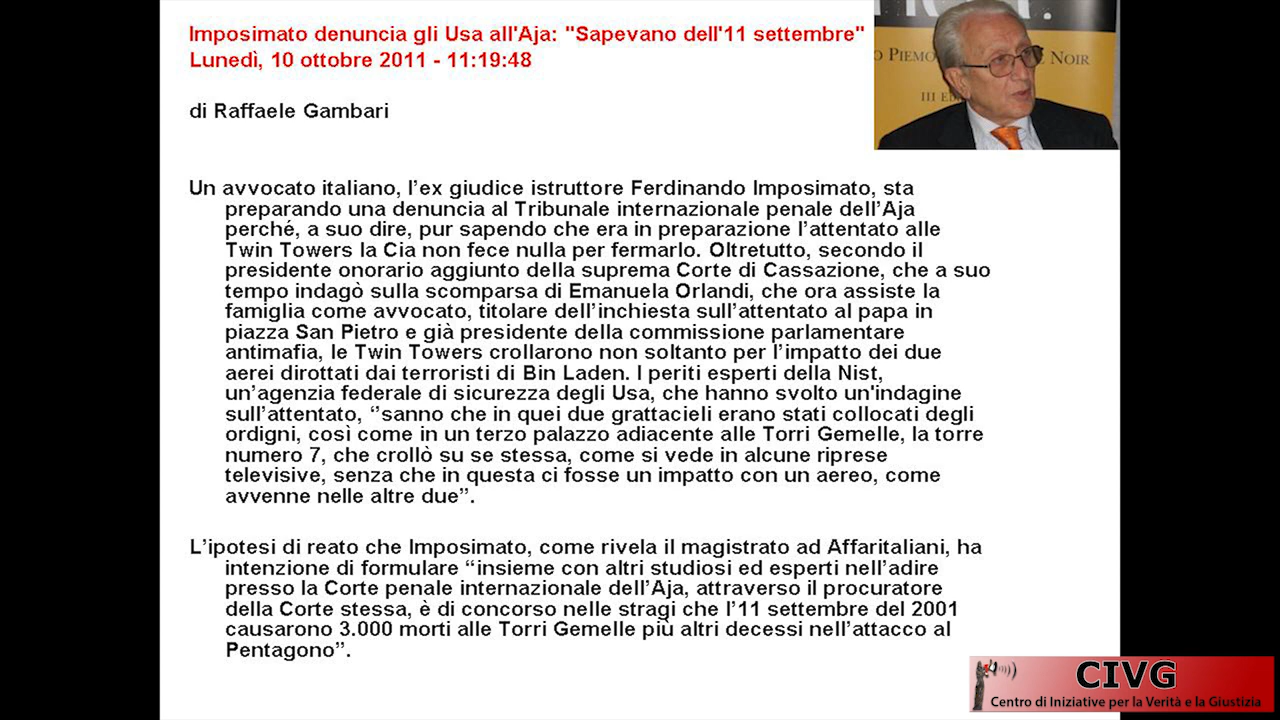 Imposimato denuncia gli Usa all'Aja: "Sapevano dell'11 settembre"
Lunedì, 10 ottobre 2011 - 11:19:48
di Raffaele Gambari
Un avvocato italiano, l’ex giudice istruttore Ferdinando Imposimato, sta
preparando una denuncia al Tribunale internazionale penale dell’Aja
perché, a suo dire, pur sapendo che era in preparazione l’attentato alle
Twin Towers la Cia non fece nulla per fermarlo. Oltretutto, secondo il
presidente onorario aggiunto della suprema Corte di Cassazione, che a suo
tempo indagò sulla scomparsa di Emanuela Orlandi, che ora assiste la
famiglia come avvocato, titolare dell’inchiesta sull’attentato al papa in
piazza San Pietro e già presidente della commissione parlamentare
antimafia, le Twin Towers crollarono non soltanto per l’impatto dei due
aerei dirottati dai terroristi di Bin Laden. I periti esperti della Nist,
un’agenzia federale di sicurezza degli Usa, che hanno svolto un'indagine
sull’attentato, ‘’sanno che in quei due grattacieli erano stati collocati degli
ordigni, così come in un terzo palazzo adiacente alle Torri Gemelle, la torre
numero 7, che crollò su se stessa, come si vede in alcune riprese
televisive, senza che in questa ci fosse un impatto con un aereo, come
avvenne nelle altre due”.
L’ipotesi di reato che Imposimato, come rivela il magistrato ad Affaritaliani, ha
intenzione di formulare “insieme con altri studiosi ed esperti nell’adire
presso la Corte penale internazionale dell’Aja, attraverso il procuratore
della Corte stessa, è di concorso nelle stragi che l’11 settembre del 2001
causarono 3.000 morti alle Torri Gemelle più altri decessi nell’attacco al
Pentagono”.
O PIEMO
E NOIR
III ED
CIVG
Centro di Iniziative per la Verità e la Giustizia